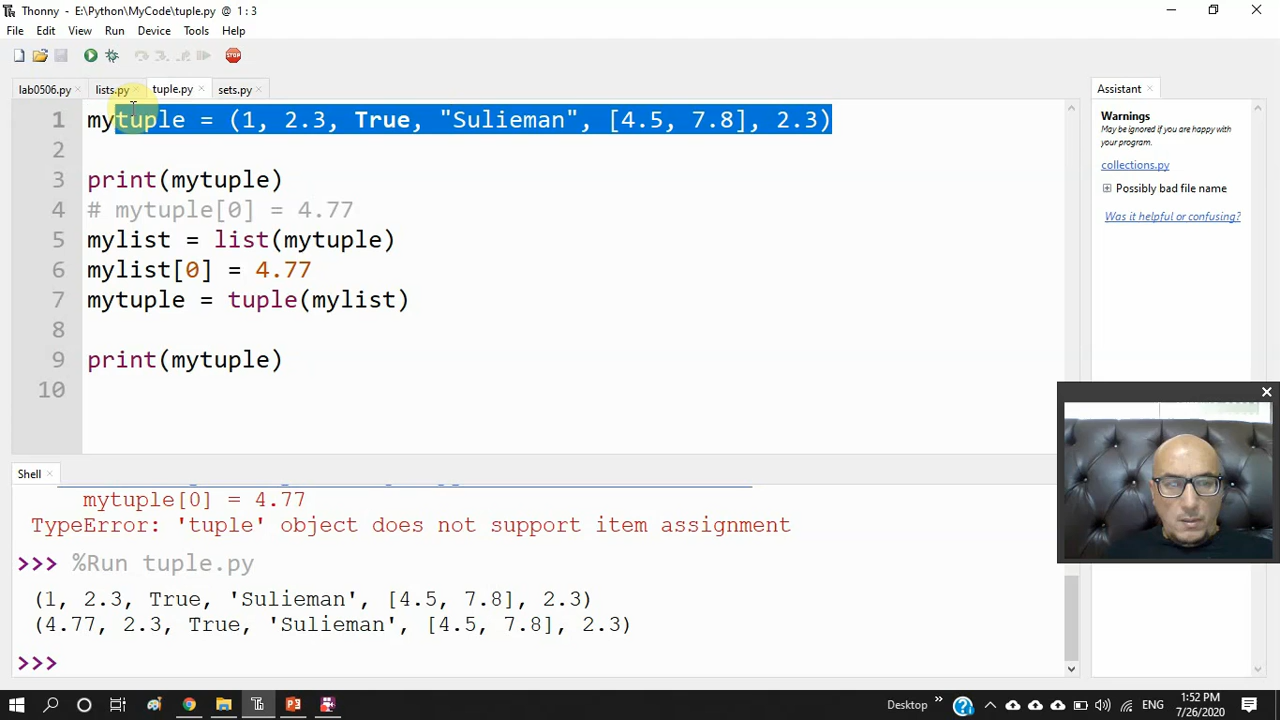 Thonny - E:\Python\MyCode\tuple.py @ 1 : 3
File Edit View Run Device Tools Help
STOP
lab0506.py × lists.py × tuple.py × sets.py ×
Assistant ×
1 mytuple = (1, 2.3, True, "Sulieman", [4.5, 7.8], 2.3)
2
3 print(mytuple)
4 # mytuple[0] = 4.77
5 mylist = list(mytuple)
6 mylist[0] = 4.77
7 mytuple = tuple(mylist)
8
9 print(mytuple)
10
Warnings
May be ignored if you are happy with
your program.
collections.py
Possibly bad file name
Was it helpful or confusing?
Shell ×
mytuple[0] = 4.77
TypeError: 'tuple' object does not support item assignment
>>> %Run tuple.py
(1, 2.3, True, 'Sulieman', [4.5, 7.8], 2.3)
(4.77, 2.3, True, 'Sulieman', [4.5, 7.8], 2.3)
>>>
Desktop » ENG 1:52 PM
7/26/2020